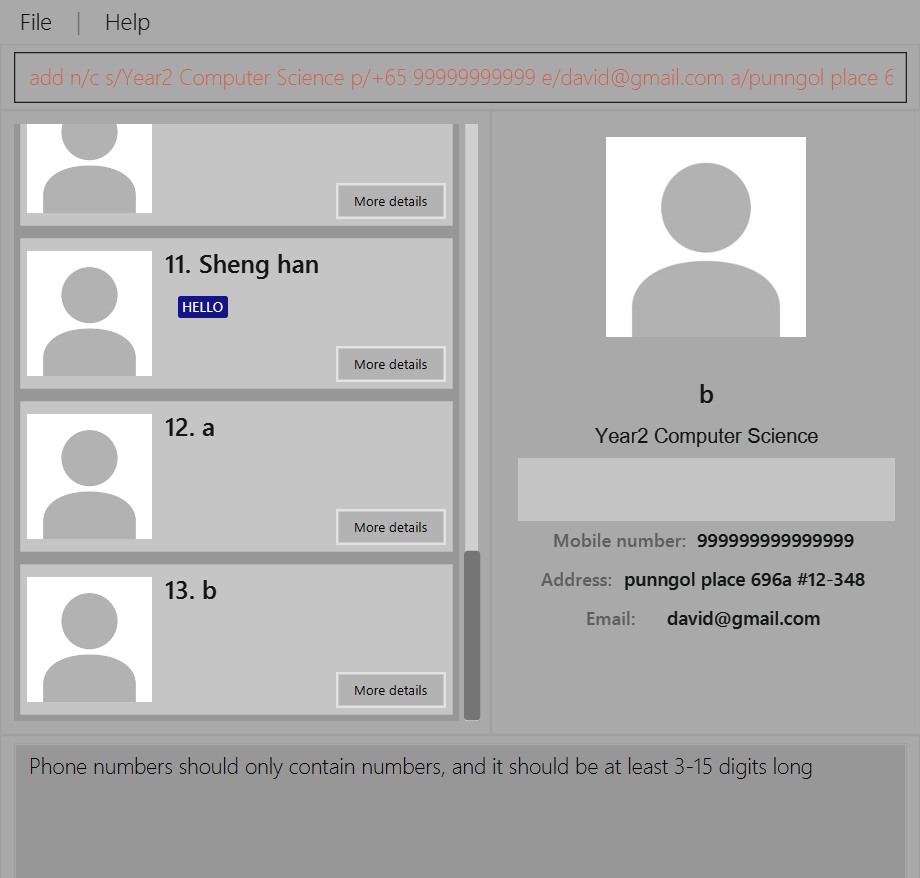 File | Help
add n/c s/Year2 Computer Science p/+65 99999999999 e/david@gmail.com a/punngol place 6
More details
11. Sheng han
HELLO
More details
12. a
More details
13. b
More details
b
Year2 Computer Science
Mobile number: 999999999999999
Address: punngol place 696a #12-348
Email: david@gmail.com
Phone numbers should only contain numbers, and it should be at least 3-15 digits long